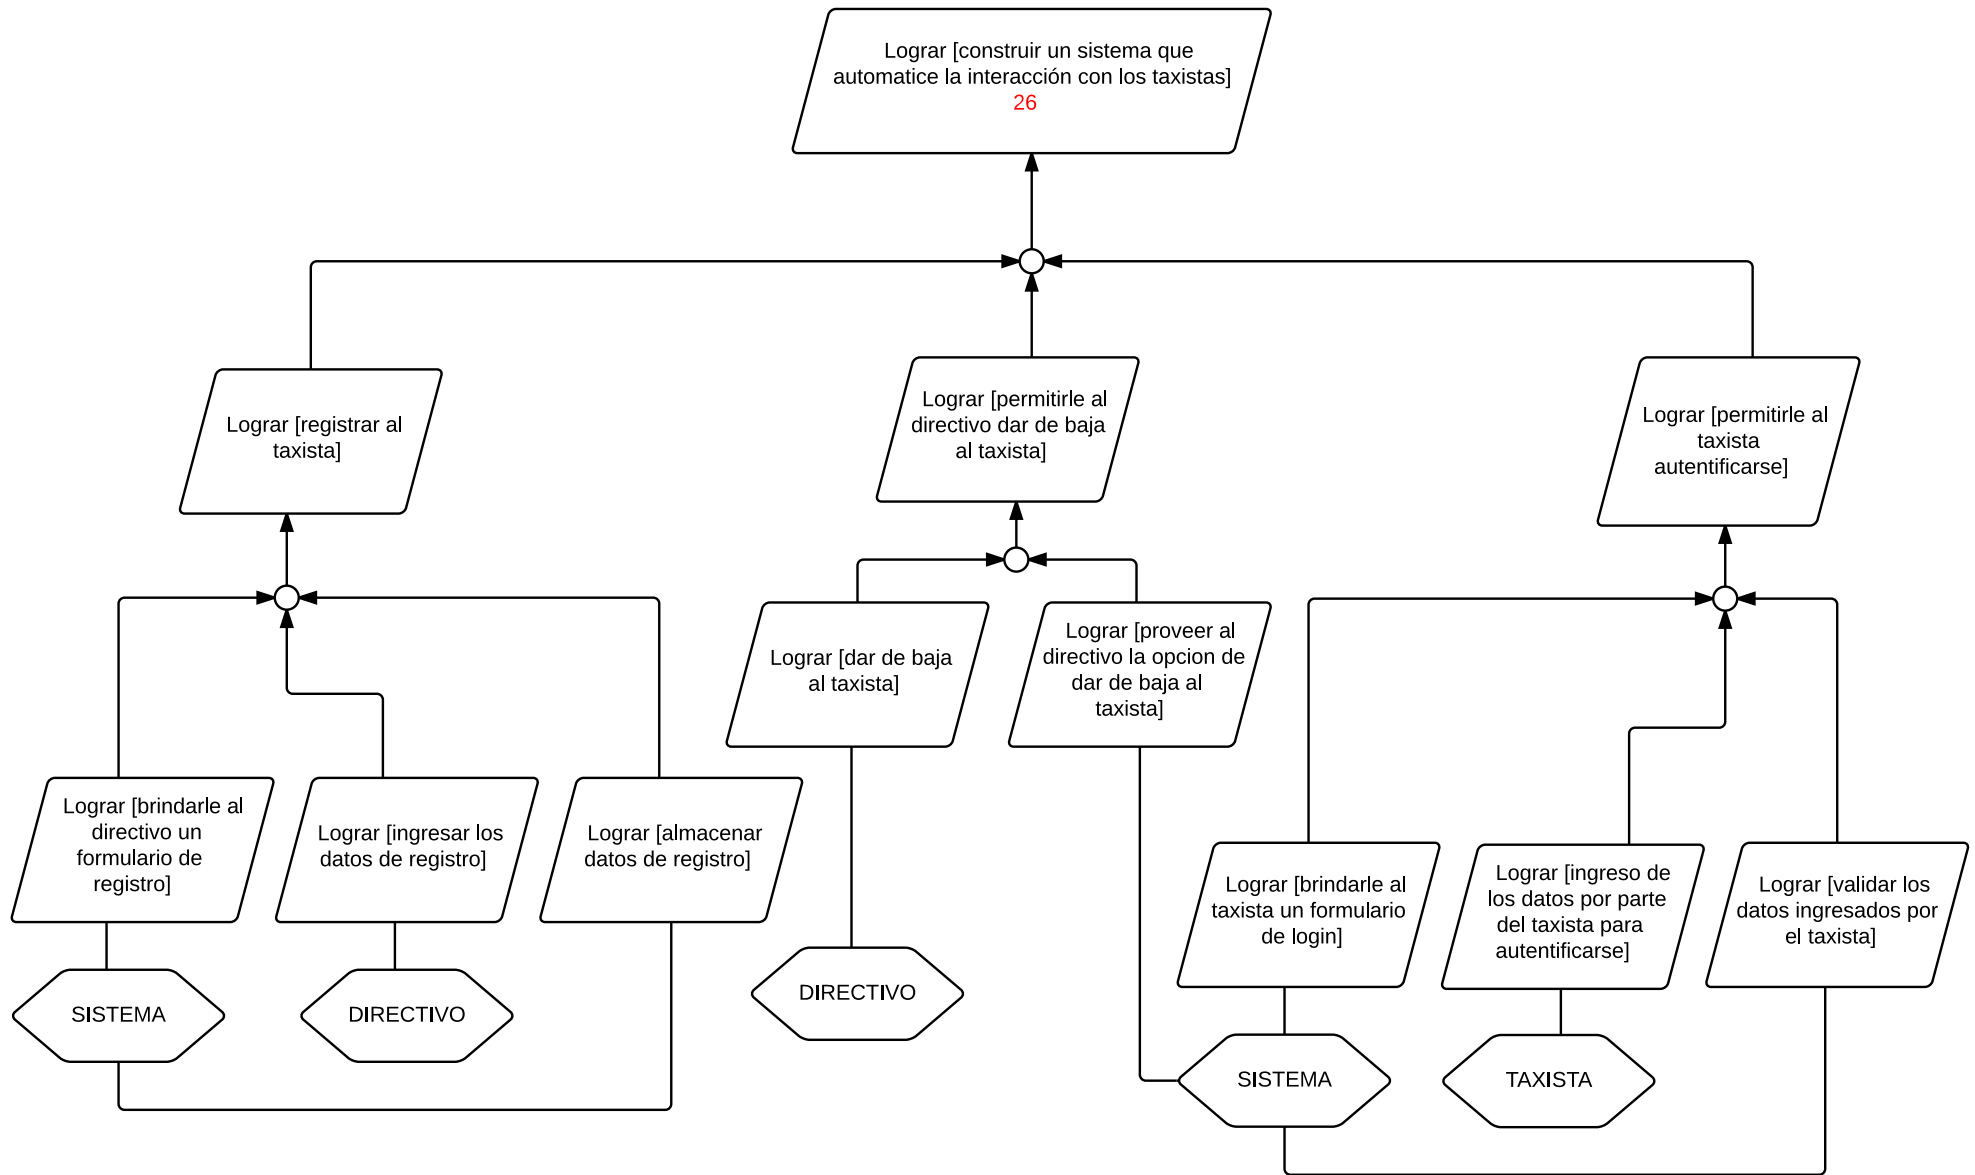 Lograr [construir un sistema que
automatice la interacción con los taxistas]
26
Lograr [registrar al
taxista]
Lograr [permitirle al
directivo dar de baja
al taxista]
Lograr [permitirle al
taxista
autentificarse]
Lograr [dar de baja
al taxista]
Lograr [proveer al
directivo la opcion de
dar de baja al
taxista]
Lograr [brindarle al
directivo un
formulario de
registro]
Lograr [ingresar los
datos de registro]
Lograr [almacenar
datos de registro]
Lograr [brindarle al
taxista un formulario
de login]
Lograr [ingreso de
los datos por parte
del taxista para
autentificarse]
Lograr [validar los
datos ingresados por
el taxista]
SISTEMA
DIRECTIVO
DIRECTIVO
SISTEMA
TAXISTA